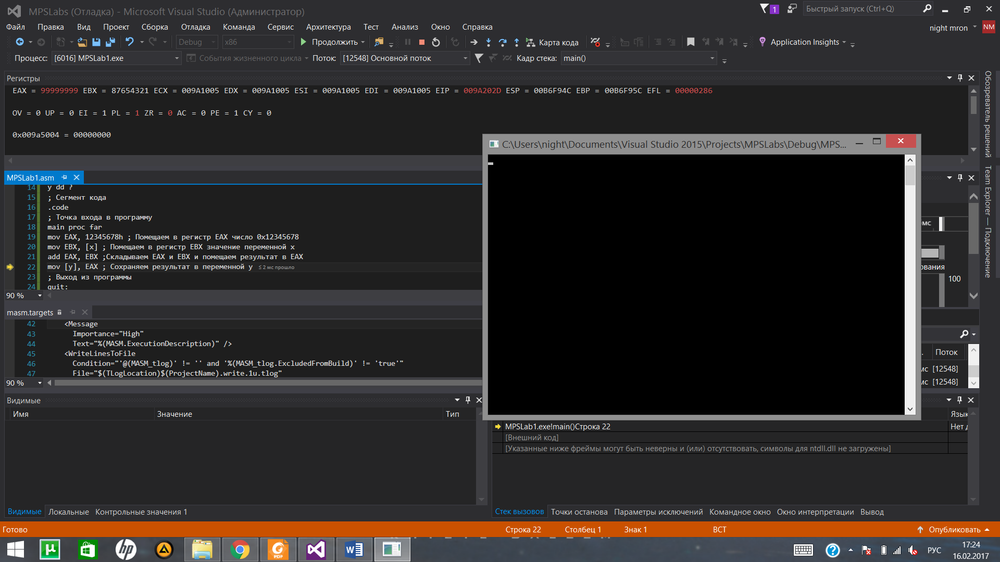 MPSLabs (Отладка) - Microsoft Visual Studio (Администратор)
1
Быстрый запуск (Ctrl+Q)
Файл Правка Вид Проект Сборка Отладка Команда Сервис Архитектура Тест Анализ Окно Справка
night mron NM
Debug x86 Продолжить Карта кода Application Insights
Процесс: [6016] MPSLab1.exe События жизненного цикла Поток: [12548] Основной поток Кадр стека: main()
Регистры
EAX = 99999999 EBX = 87654321 ECX = 009A1005 EDX = 009A1005 ESI = 009A1005 EDI = 009A1005 EIP = 009A202D ESP = 00B6F94C EBP = 00B6F95C EFL = 00000286
OV = 0 UP = 0 EI = 1 PL = 1 ZR = 0 AC = 0 PE = 1 CY = 0
0x009a5004 = 00000000
Обозреватель решений
Team Explorer — Подключение
C:\Users\night\Documents\Visual Studio 2015\Projects\MPSLabs\Debug\MPS...
MPSLab1.asm
14 y dd ?
15 ; Сегмент кода
16 .code
17 ; Точка входа в программу
18 main proc far
19 mov EAX, 12345678h ; Помещаем в регистр EAX число 0x12345678
20 mov EBX, [x] ; Помещаем в регистр EBX значение переменной x
21 add EAX, EBX ;Складываем EAX и EBX и помещаем результат в EAX
22 mov [y], EAX ; Сохраняем результат в переменной y ≤ 2 мс прошло
23 ; Выход из программы
24 quit:
90 %
100
masm.targets
42 <Message
43 Importance="High"
44 Text="%(MASM.ExecutionDescription)" />
45 <WriteLinesToFile
46 Condition="'@(MASM_tlog)' != '' and '%(MASM_tlog.ExcludedFromBuild)' != 'true'"
47 File="$(TLogLocation)$(ProjectName).write.1u.tlog"
90 %
Поток
мс [12548]
мс [12548]
Видимые
Имя Значение Тип
Язык
MPSLab1.exe!main()Строка 22 Нет д
[Внешний код]
[Указанные ниже фреймы могут быть неверны и (или) отсутствовать, символы для ntdll.dll не загружены]
Видимые Локальные Контрольные значения 1
Стек вызовов Точки останова Параметры исключений Командное окно Окно интерпретации Вывод
Готово Строка 22 Столбец 1 Знак 1 ВСТ Опубликовать
µ hp PDF W
РУС
17:24
16.02.2017